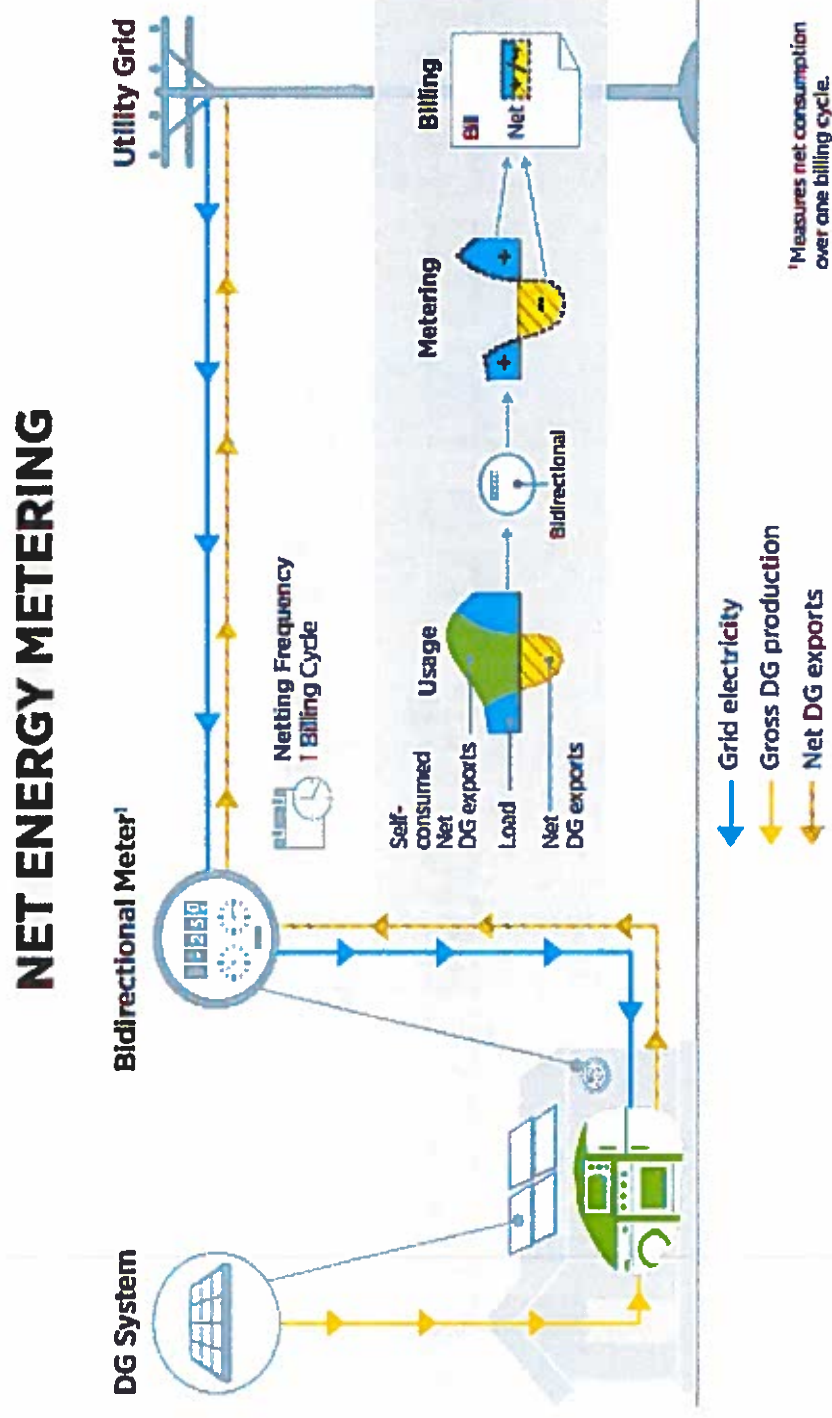 NET ENERGY METERING
DG System
Bidirectional Meter¹
Utility Grid
Netting Frequency
1 Billing Cycle
Self-
consumed
Net
DG exports
Load
Net
DG exports
Usage
Bidirectional
Metering
+
-
+
Billing
Bill
Net
Grid electricity
Gross DG production
Net DG exports
¹Measures net consumption
over one billing cycle.